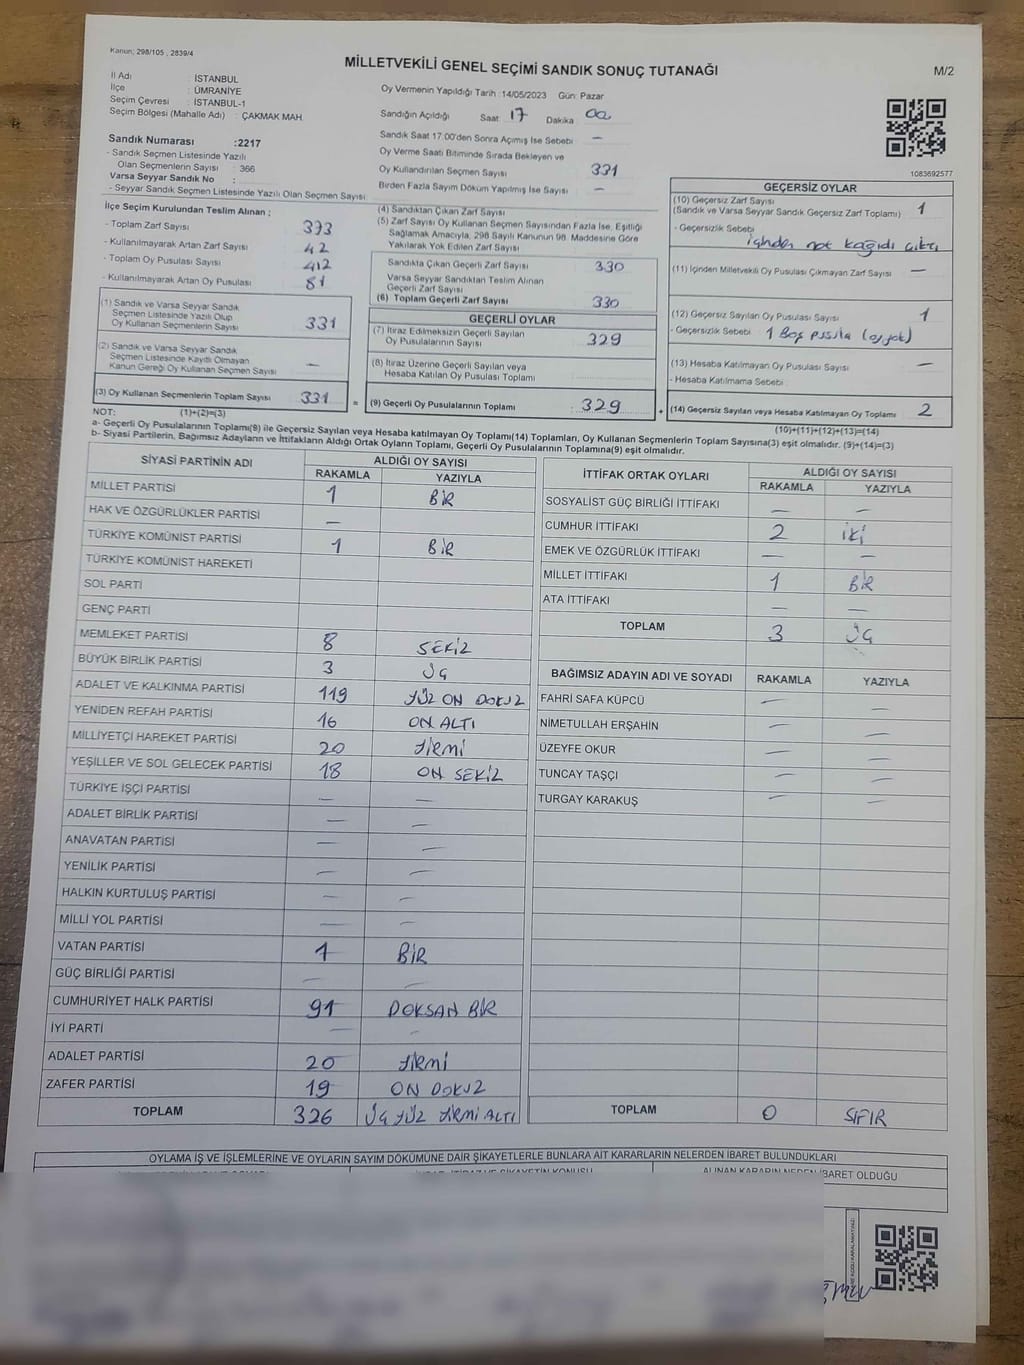 Kanun; 298/105 , 2839/4
MİLLETVEKİLİ GENEL SEÇİMİ SANDIK SONUÇ TUTANAĞI
M/2
İl Adı : İSTANBUL
İlçe : ÜMRANİYE
Seçim Çevresi : İSTANBUL-1
Seçim Bölgesi (Mahalle Adı) : ÇAKMAK MAH.
Oy Vermenin Yapıldığı Tarih :14/05/2023 Gün: Pazar
Sandığın Açıldığı Saat: 17 Dakika 00
Sandık Saat 17:00'den Sonra Açımış İse Sebebi —
Oy Verme Saati Bitiminde Sırada Bekleyen ve
Oy Kullandırılan Seçmen Sayısı 331
Birden Fazla Sayım Döküm Yapılmış İse Sayısı —
Sandık Numarası :2217
- Sandık Seçmen Listesinde Yazılı
Olan Seçmenlerin Sayısı : 366
Varsa Seyyar Sandık No :
- Seyyar Sandık Seçmen Listesinde Yazılı Olan Seçmen Sayısı
1083692577
İlçe Seçim Kurulundan Teslim Alınan ;
- Toplam Zarf Sayısı 373
- Kullanılmayarak Artan Zarf Sayısı 42
- Toplam Oy Pusulası Sayısı 412
- Kullanılmayarak Artan Oy Pusulası 81
(1) Sandık ve Varsa Seyyar Sandık
Seçmen Listesinde Yazılı Olup
Oy Kullanan Seçmenlerin Sayısı 331
(2) Sandık ve Varsa Seyyar Sandık
Seçmen Listesinde Kayıtlı Olmayan
Kanun Gereği Oy Kullanan Seçmen Sayısı —
(3) Oy Kullanan Seçmenlerin Toplam Sayısı 331 =
(4) Sandıktan Çıkan Zarf Sayısı
(5) Zarf Sayısı Oy Kullanan Seçmen Sayısından Fazla İse, Eşitliği
Sağlamak Amacıyla, 298 Sayılı Kanunun 98. Maddesine Göre
Yakılarak Yok Edilen Zarf Sayısı
Sandıkta Çıkan Geçerli Zarf Sayısı 330
Varsa Seyyar Sandıktan Teslim Alınan
Geçerli Zarf Sayısı
(6) Toplam Geçerli Zarf Sayısı 330
GEÇERLİ OYLAR
(7) İtiraz Edilmeksizin Geçerli Sayılan
Oy Pusulalarının Sayısı 329
(8) İtiraz Üzerine Geçerli Sayılan veya
Hesaba Katılan Oy Pusulası Toplamı
(9) Geçerli Oy Pusulalarının Toplamı : 329 +
GEÇERSİZ OYLAR
(10) Geçersiz Zarf Sayısı
(Sandık ve Varsa Seyyar Sandık Geçersiz Zarf Toplamı) 1
- Geçersizlik Sebebi
içinden not kağıdı çıktı
(11) İçinden Milletvekili Oy Pusulası Çıkmayan Zarf Sayısı —
(12) Geçersiz Sayılan Oy Pusulası Sayısı 1
- Geçersizlik Sebebi 1 Boş pusula (oy yok)
(13) Hesaba Katılmayan Oy Pusulası Sayısı —
- Hesaba Katılmama Sebebi
(14) Geçersiz Sayılan veya Hesaba Katılmayan Oy Toplamı 2
NOT: (1)+(2)=(3)
(10)+(11)+(12)+(13)=(14)
a- Geçerli Oy Pusulalarının Toplamı(9) ile Geçersiz Sayılan veya Hesaba katılmayan Oy Toplamı(14) Toplamları, Oy Kullanan Seçmenlerin Toplam Sayısına(3) eşit olmalıdır. (9)+(14)=(3)
b- Siyasi Partilerin, Bağımsız Adayların ve İttifakların Aldığı Ortak Oyların Toplamı, Geçerli Oy Pusulalarının Toplamına(9) eşit olmalıdır.
SİYASİ PARTİNİN ADI ALDIĞI OY SAYISI
RAKAMLA YAZIYLA
MİLLET PARTİSİ 1 BİR
HAK VE ÖZGÜRLÜKLER PARTİSİ —
TÜRKİYE KOMÜNİST PARTİSİ 1 BİR
TÜRKİYE KOMÜNİST HAREKETİ
SOL PARTİ
GENÇ PARTİ
MEMLEKET PARTİSİ 8 SEKİZ
BÜYÜK BİRLİK PARTİSİ 3 ÜÇ
ADALET VE KALKINMA PARTİSİ 119 YÜZ ON DOKUZ
YENİDEN REFAH PARTİSİ 16 ON ALTI
MİLLİYETÇİ HAREKET PARTİSİ 20 YİRMİ
YEŞİLLER VE SOL GELECEK PARTİSİ 18 ON SEKİZ
TÜRKİYE İŞÇİ PARTİSİ — —
ADALET BİRLİK PARTİSİ — —
ANAVATAN PARTİSİ — —
YENİLİK PARTİSİ — —
HALKIN KURTULUŞ PARTİSİ — —
MİLLİ YOL PARTİSİ — —
VATAN PARTİSİ 1 BİR
GÜÇ BİRLİĞİ PARTİSİ — —
CUMHURİYET HALK PARTİSİ 91 DOKSAN BİR
İYİ PARTİ — —
ADALET PARTİSİ 20 YİRMİ
ZAFER PARTİSİ 19 ON DOKUZ
TOPLAM 326 ÜÇ YÜZ YİRMİ ALTI
İTTİFAK ORTAK OYLARI ALDIĞI OY SAYISI
RAKAMLA YAZIYLA
SOSYALİST GÜÇ BİRLİĞİ İTTİFAKI — —
CUMHUR İTTİFAKI 2 İKİ
EMEK VE ÖZGÜRLÜK İTTİFAKI — —
MİLLET İTTİFAKI 1 BİR
ATA İTTİFAKI — —
TOPLAM 3 ÜÇ
BAĞIMSIZ ADAYIN ADI VE SOYADI RAKAMLA YAZIYLA
FAHRİ SAFA KÜPCÜ — —
NİMETULLAH ERŞAHİN — —
ÜZEYFE OKUR — —
TUNCAY TAŞÇI — —
TURGAY KARAKUŞ — —
TOPLAM 0 SIFIR
OYLAMA İŞ VE İŞLEMLERİNE VE OYLARIN SAYIM DÖKÜMÜNE DAİR ŞİKAYETLERLE BUNLARA AİT KARARLARIN NELERDEN İBARET BULUNDUKLARI
ALINAN KARARIN NEDEN İBARET OLDUĞU